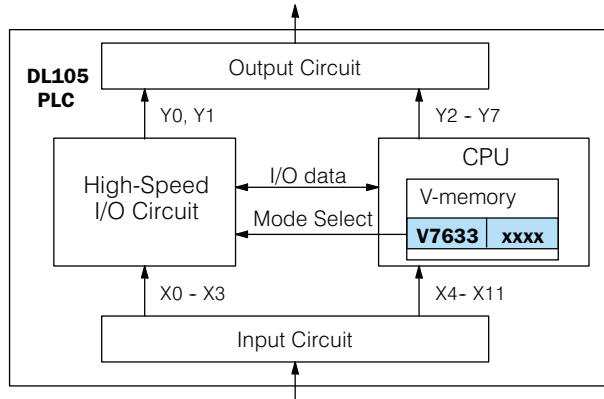 Output Circuit
DL105
PLC
Y0, Y1
Y2 - Y7
CPU
High-Speed
I/O Circuit
I/O data
V-memory
Mode Select
V7633 xxxx
X0 - X3
X4- X11
Input Circuit